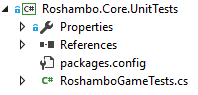 Roshambo.Core.UnitTests
Properties
References
packages.config
C# RoshamboGameTests.cs